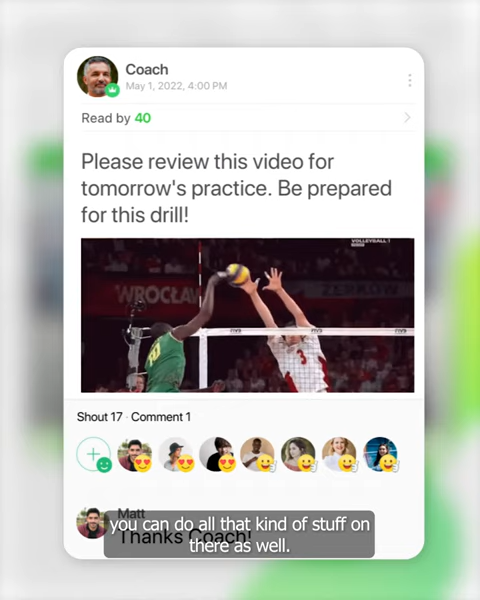 Coach
May 1, 2022, 4:00 PM
Read by 40
Please review this video for
tomorrow's practice. Be prepared
for this drill!
VOLLEYBALL
WROCŁAW
Shout 17 · Comment 1
Matt
Thanks Coach!
you can do all that kind of stuff on
there as well.